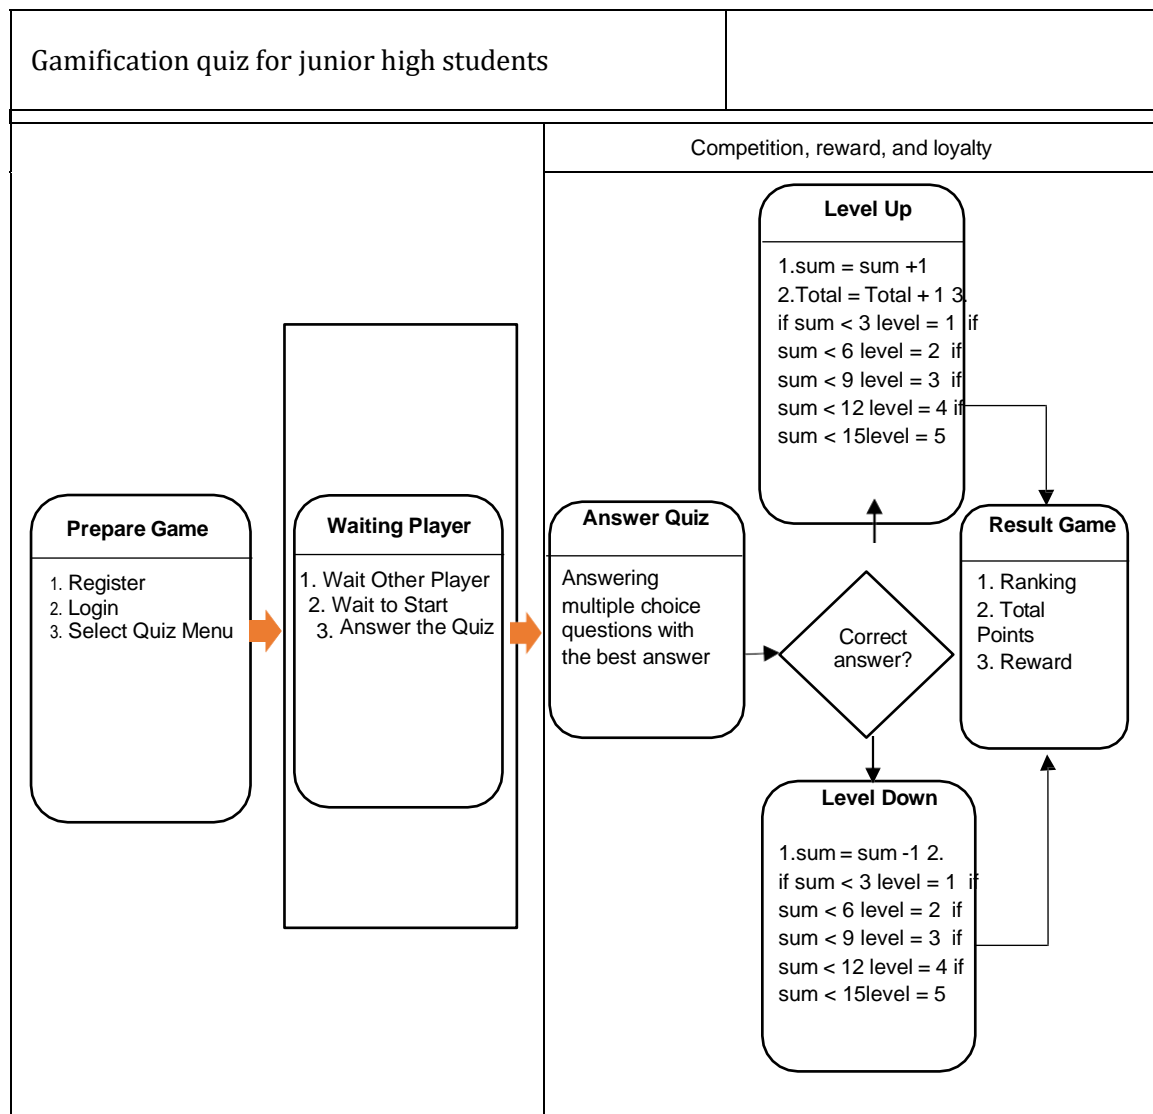 Gamification quiz for junior high students
Competition, reward, and loyalty
Prepare Game
1. Register
2. Login
3. Select Quiz Menu
Waiting Player
1. Wait Other Player
2. Wait to Start
3. Answer the Quiz
Answer Quiz
Answering
multiple choice
questions with
the best answer
Correct
answer?
Level Up
1.sum = sum +1
2.Total = Total + 1 3.
if sum < 3 level = 1 if
sum < 6 level = 2 if
sum < 9 level = 3 if
sum < 12 level = 4 if
sum < 15level = 5
Level Down
1.sum = sum -1 2.
if sum < 3 level = 1 if
sum < 6 level = 2 if
sum < 9 level = 3 if
sum < 12 level = 4 if
sum < 15level = 5
Result Game
1. Ranking
2. Total
Points
3. Reward